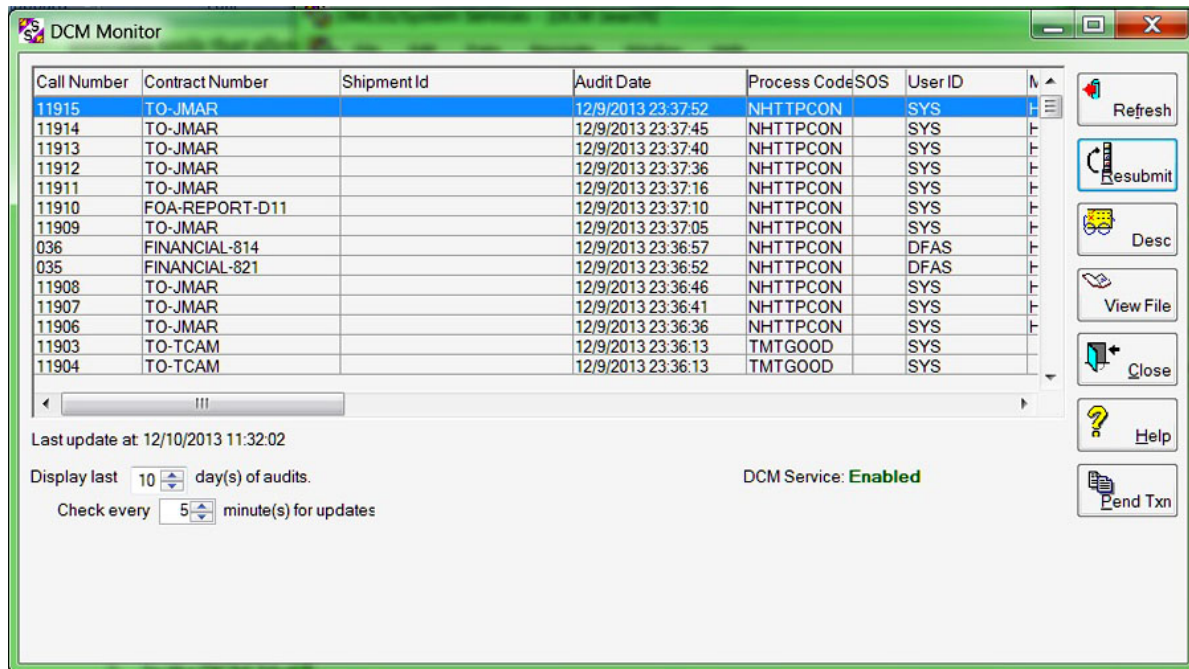 DCM Monitor
Call Number Contract Number Shipment Id Audit Date Process Code SOS User ID M
11915 TO-JMAR 12/9/2013 23:37:52 NHTTPCON SYS H
11914 TO-JMAR 12/9/2013 23:37:45 NHTTPCON SYS H
11913 TO-JMAR 12/9/2013 23:37:40 NHTTPCON SYS H
11912 TO-JMAR 12/9/2013 23:37:36 NHTTPCON SYS H
11911 TO-JMAR 12/9/2013 23:37:16 NHTTPCON SYS H
11910 FOA-REPORT-D11 12/9/2013 23:37:10 NHTTPCON SYS H
11909 TO-JMAR 12/9/2013 23:37:05 NHTTPCON SYS H
036 FINANCIAL-814 12/9/2013 23:36:57 NHTTPCON DFAS H
035 FINANCIAL-821 12/9/2013 23:36:52 NHTTPCON DFAS H
11908 TO-JMAR 12/9/2013 23:36:46 NHTTPCON SYS H
11907 TO-JMAR 12/9/2013 23:36:41 NHTTPCON SYS H
11906 TO-JMAR 12/9/2013 23:36:36 NHTTPCON SYS H
11903 TO-TCAM 12/9/2013 23:36:13 TMTGOOD SYS
11904 TO-TCAM 12/9/2013 23:36:13 TMTGOOD SYS
Refresh
Resubmit
Desc
View File
Close
Help
Pend Txn
Last update at 12/10/2013 11:32:02
Display last 10 day(s) of audits.
DCM Service: Enabled
Check every 5 minute(s) for updates